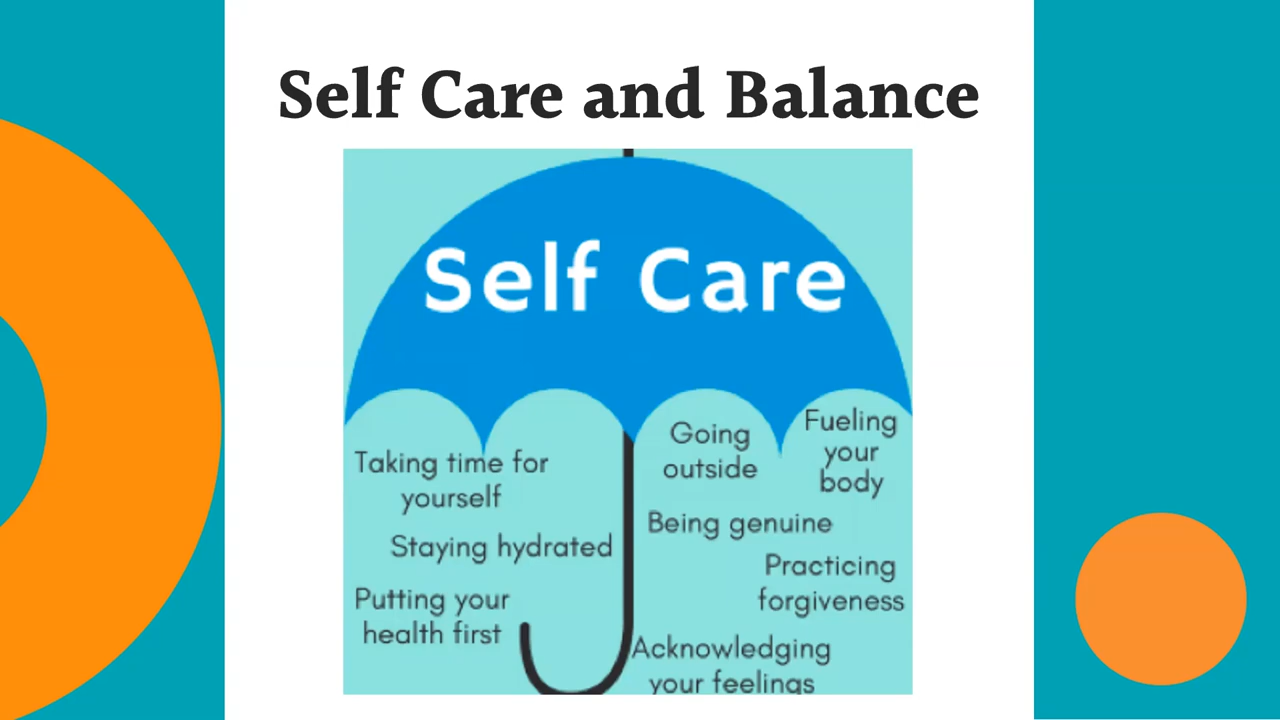 Self Care and Balance
Self Care
Taking time for
yourself
Staying hydrated
Putting your
health first
Going
outside
Fueling
your
body
Being genuine
Practicing
forgiveness
Acknowledging
your feelings